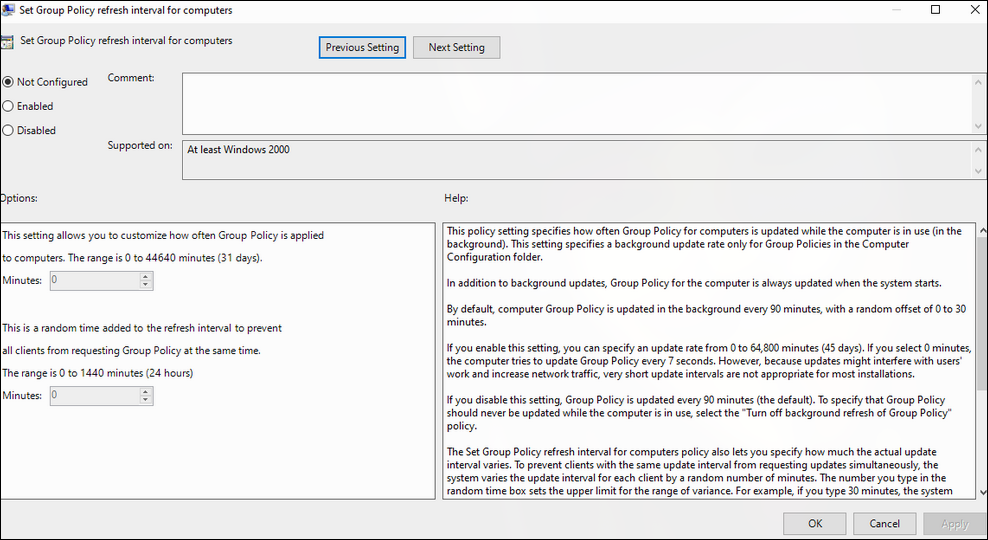 Set Group Policy refresh interval for computers
Set Group Policy refresh interval for computers
Previous Setting
Next Setting
Not Configured
Enabled
Disabled
Comment:
Supported on:
At least Windows 2000
Options:
Help:
This setting allows you to customize how often Group Policy is applied
to computers. The range is 0 to 44640 minutes (31 days).
Minutes: 0
This is a random time added to the refresh interval to prevent
all clients from requesting Group Policy at the same time.
The range is 0 to 1440 minutes (24 hours)
Minutes: 0
This policy setting specifies how often Group Policy for computers is updated while the computer is in use (in the
background). This setting specifies a background update rate only for Group Policies in the Computer
Configuration folder.
In addition to background updates, Group Policy for the computer is always updated when the system starts.
By default, computer Group Policy is updated in the background every 90 minutes, with a random offset of 0 to 30
minutes.
If you enable this setting, you can specify an update rate from 0 to 64,800 minutes (45 days). If you select 0 minutes,
the computer tries to update Group Policy every 7 seconds. However, because updates might interfere with users'
work and increase network traffic, very short update intervals are not appropriate for most installations.
If you disable this setting, Group Policy is updated every 90 minutes (the default). To specify that Group Policy
should never be updated while the computer is in use, select the "Turn off background refresh of Group Policy"
policy.
The Set Group Policy refresh interval for computers policy also lets you specify how much the actual update
interval varies. To prevent clients with the same update interval from requesting updates simultaneously, the
system varies the update interval for each client by a random number of minutes. The number you type in the
random time box sets the upper limit for the range of variance. For example, if you type 30 minutes, the system
OK
Cancel
Apply